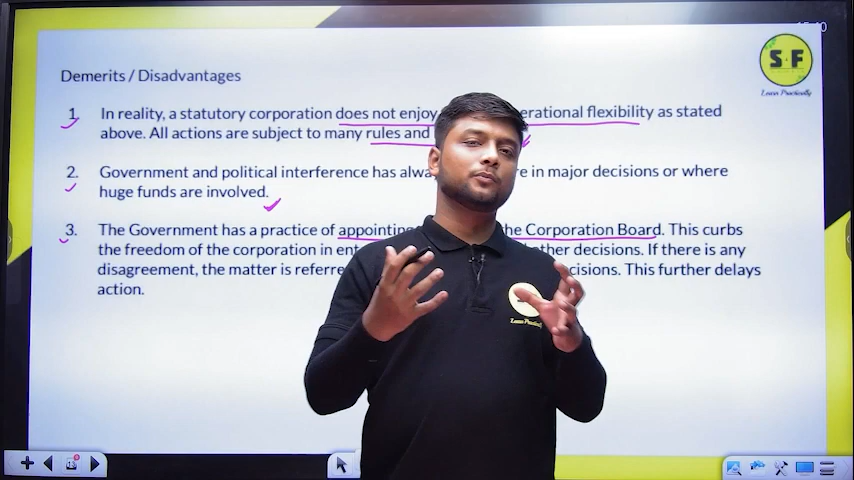 15:10
S F
Learn Practically
Demerits / Disadvantages
1. In reality, a statutory corporation does not enjoy erational flexibility as stated
above. All actions are subject to many rules and
2. Government and political interference has alwa re in major decisions or where
huge funds are involved.
3. The Government has a practice of appointing the Corporation Board. This curbs
the freedom of the corporation in ent ther decisions. If there is any
disagreement, the matter is referre cisions. This further delays
action.
Learn Practically